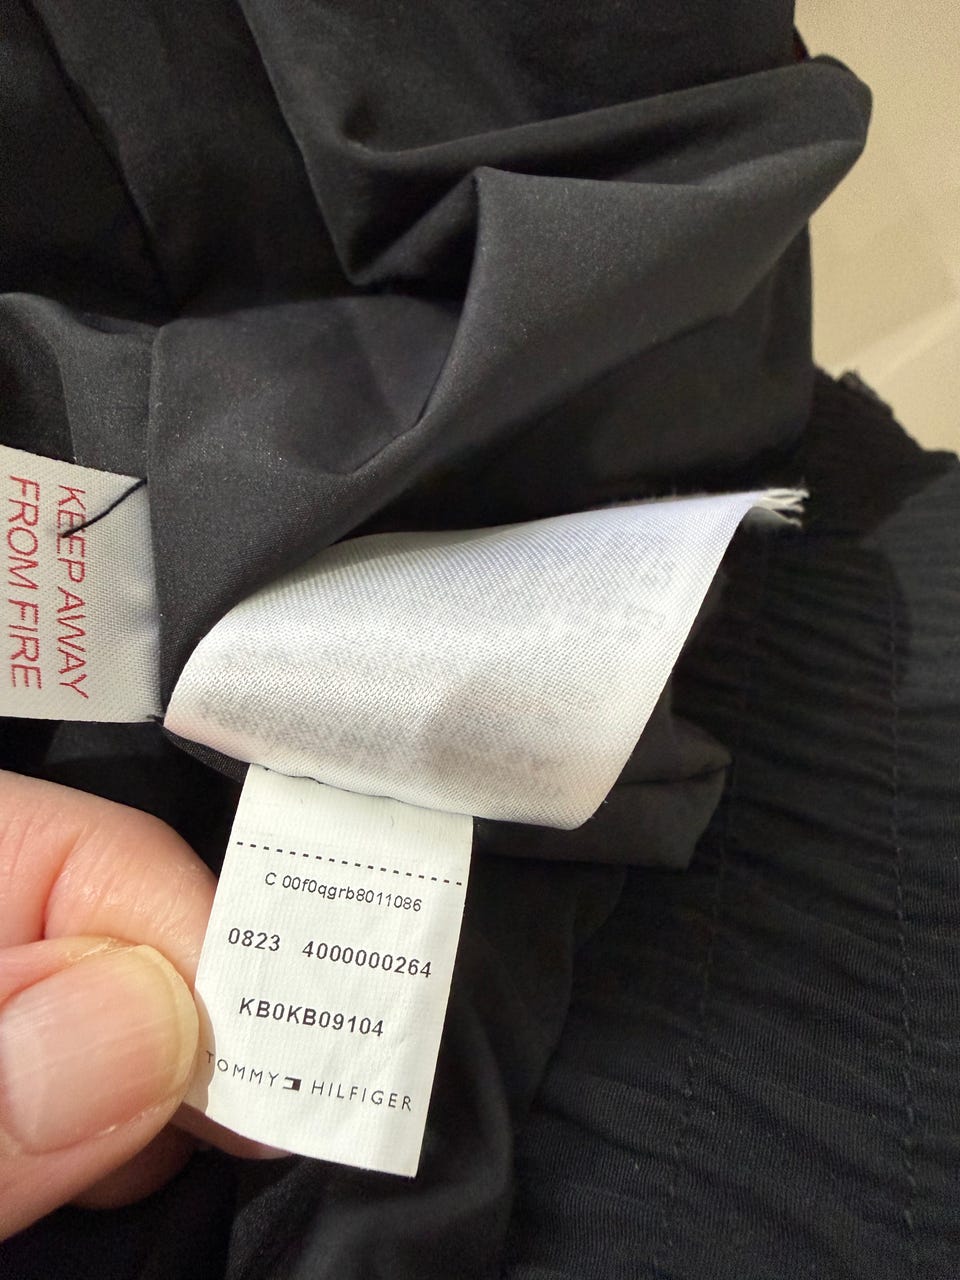 KEEP AWAY
FROM FIRE
C 00f0qgrb8011086
0823 4000000264
KB0KB09104
TOMMY HILFIGER